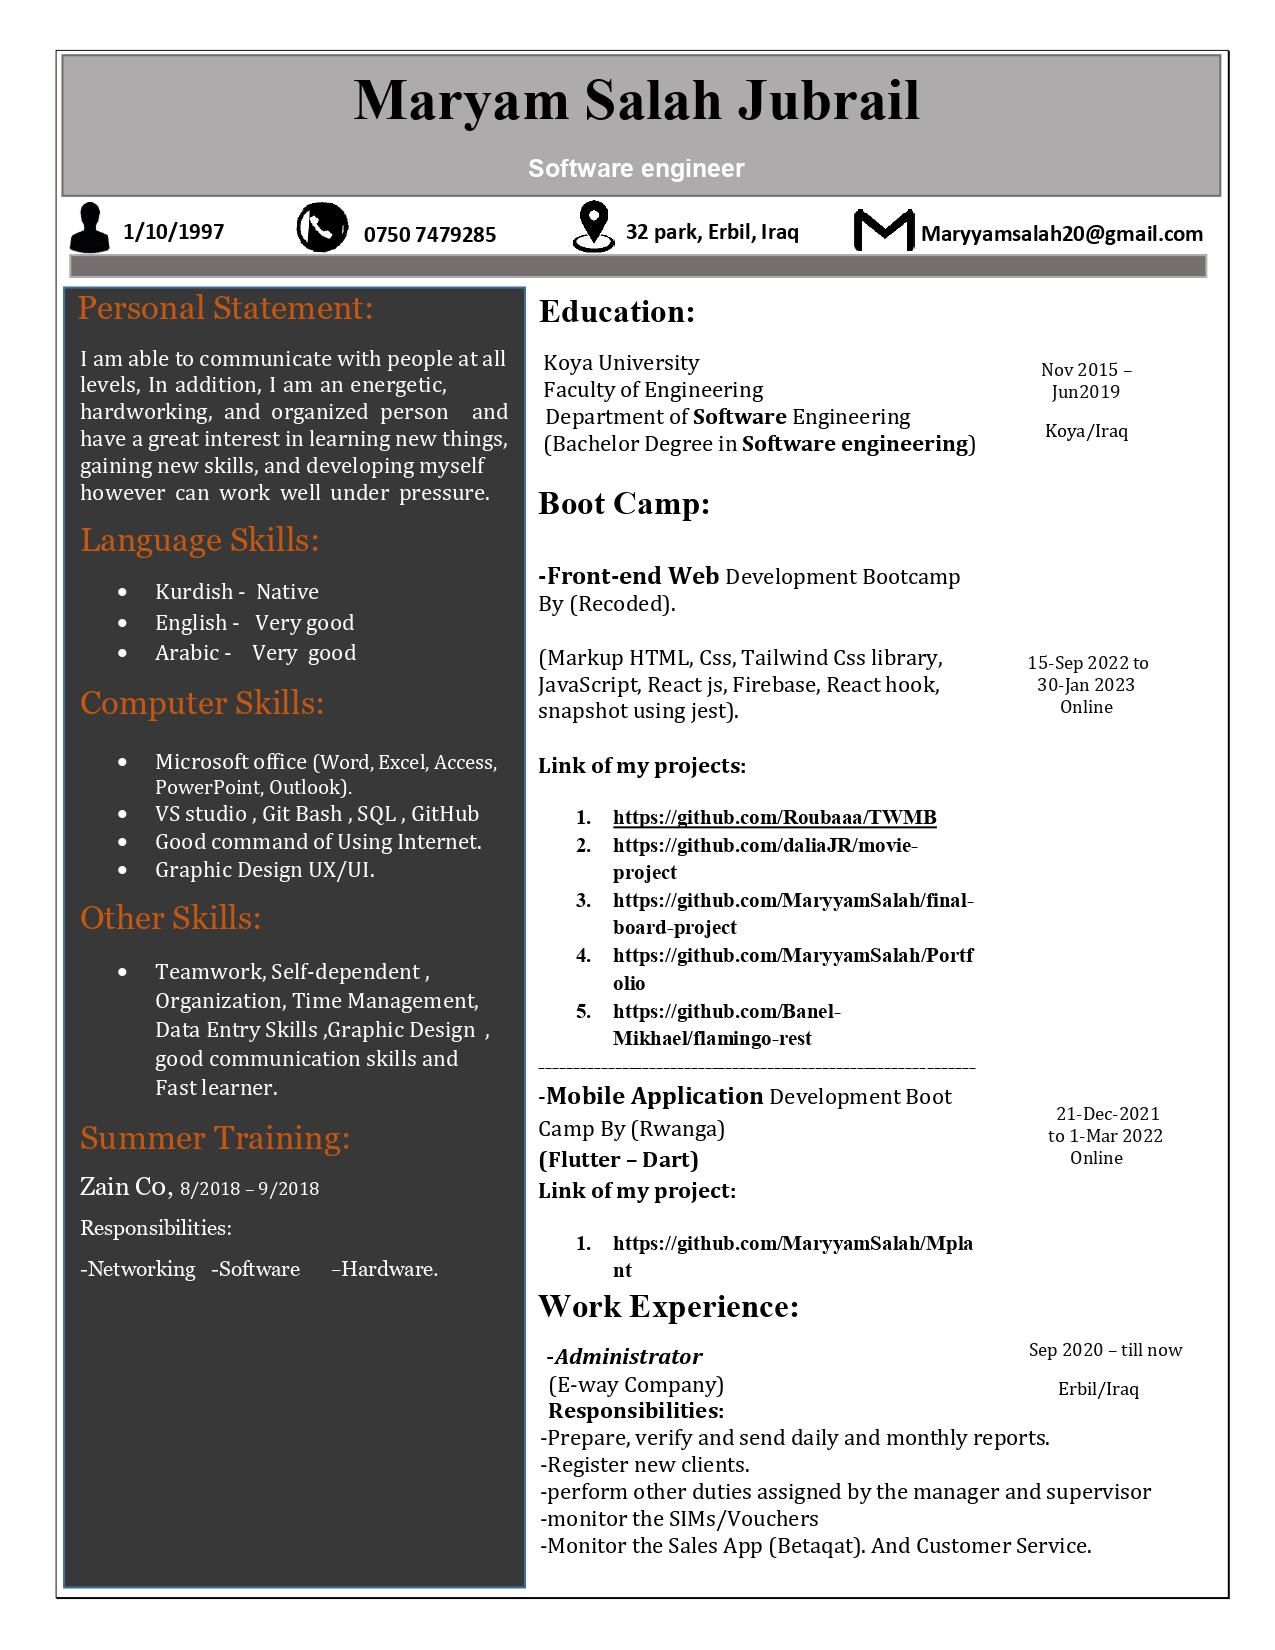 Maryam Salah Jubrail
Software engineer
1/10/1997
0750 7479285
32 park, Erbil, Iraq
Maryyamsalah20@gmail.com
Personal Statement:
I am able to communicate with people at all
levels, In addition, I am an energetic,
hardworking, and organized person and
have a great interest in learning new things,
gaining new skills, and developing myself
however can work well under pressure.
Language Skills:
• Kurdish - Native
• English - Very good
• Arabic - Very good
Computer Skills:
• Microsoft office (Word, Excel, Access,
PowerPoint, Outlook).
• VS studio , Git Bash , SQL , GitHub
• Good command of Using Internet.
• Graphic Design UX/UI.
Other Skills:
• Teamwork, Self-dependent ,
Organization, Time Management,
Data Entry Skills ,Graphic Design ,
good communication skills and
Fast learner.
Summer Training:
Zain Co, 8/2018 – 9/2018
Responsibilities:
-Networking -Software –Hardware.
Education:
Koya University
Faculty of Engineering
Department of Software Engineering
(Bachelor Degree in Software engineering)
Nov 2015 –
Jun2019
Koya/Iraq
Boot Camp:
-Front-end Web Development Bootcamp
By (Recoded).
(Markup HTML, Css, Tailwind Css library,
JavaScript, React js, Firebase, React hook,
snapshot using jest).
15-Sep 2022 to
30-Jan 2023
Online
Link of my projects:
1. https://github.com/Roubaaa/TWMB
2. https://github.com/daliaJR/movie-
project
3. https://github.com/MaryyamSalah/final-
board-project
4. https://github.com/MaryyamSalah/Portf
olio
5. https://github.com/Banel-
Mikhael/flamingo-rest
-Mobile Application Development Boot
Camp By (Rwanga)
(Flutter – Dart)
21-Dec-2021
to 1-Mar 2022
Online
Link of my project:
1. https://github.com/MaryyamSalah/Mpla
nt
Work Experience:
-Administrator
(E-way Company)
Sep 2020 – till now
Erbil/Iraq
Responsibilities:
-Prepare, verify and send daily and monthly reports.
-Register new clients.
-perform other duties assigned by the manager and supervisor
-monitor the SIMs/Vouchers
-Monitor the Sales App (Betaqat). And Customer Service.